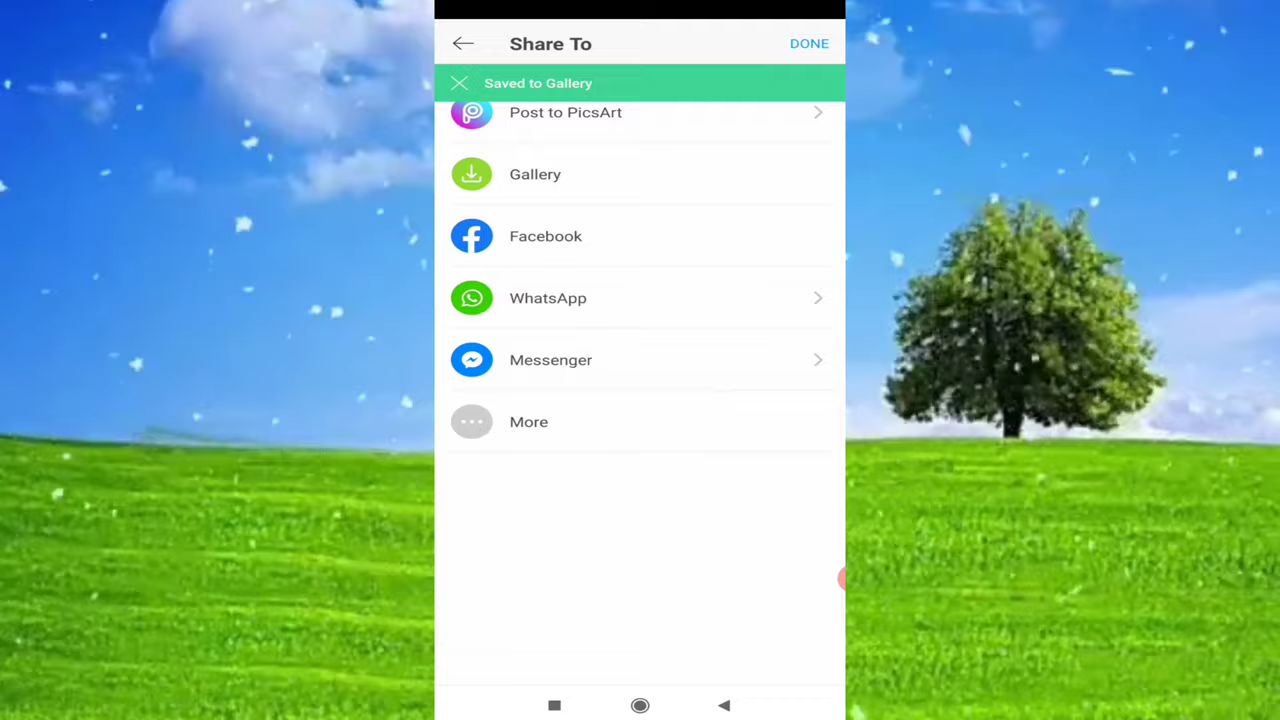 Share To
DONE
Saved to Gallery
Post to PicsArt
Gallery
Facebook
WhatsApp
Messenger
More